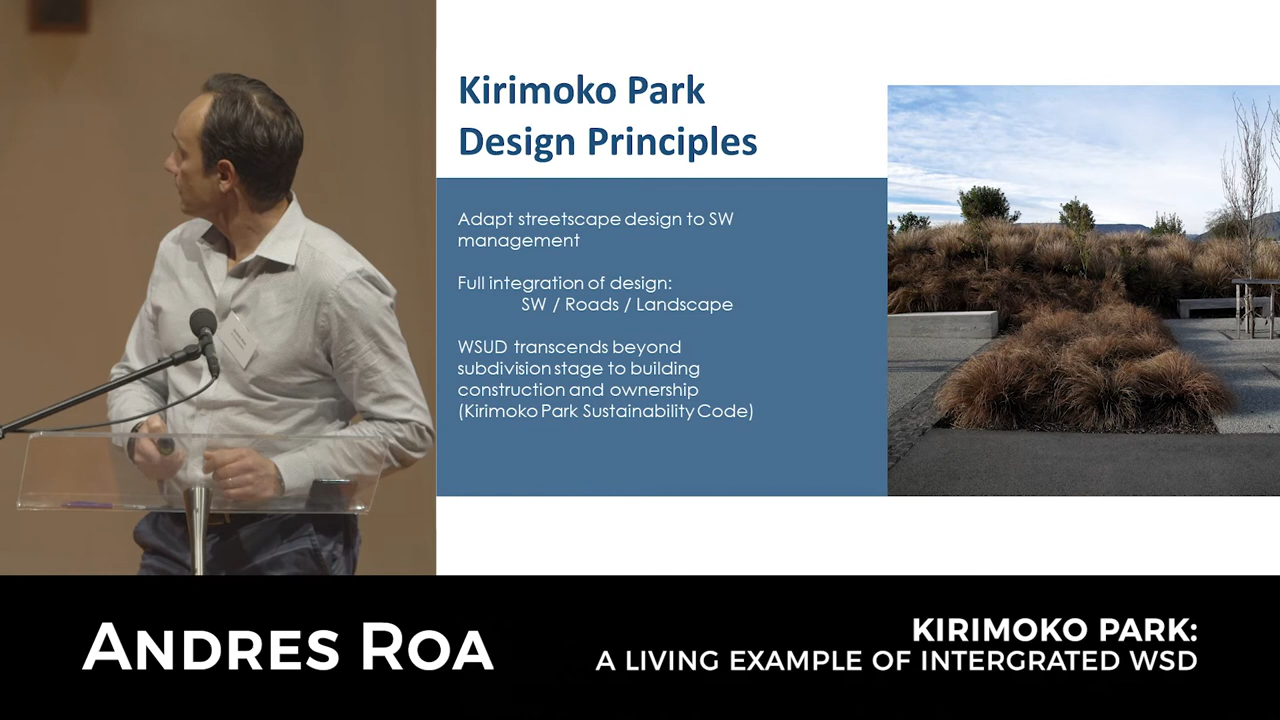 Kirimoko Park
Design Principles
Adapt streetscape design to SW
management
Full integration of design:
SW / Roads / Landscape
WSUD transcends beyond
subdivision stage to building
construction and ownership
(Kirimoko Park Sustainability Code)
ANDRES ROA
KIRIMOKO PARK:
A LIVING EXAMPLE OF INTERGRATED WSD